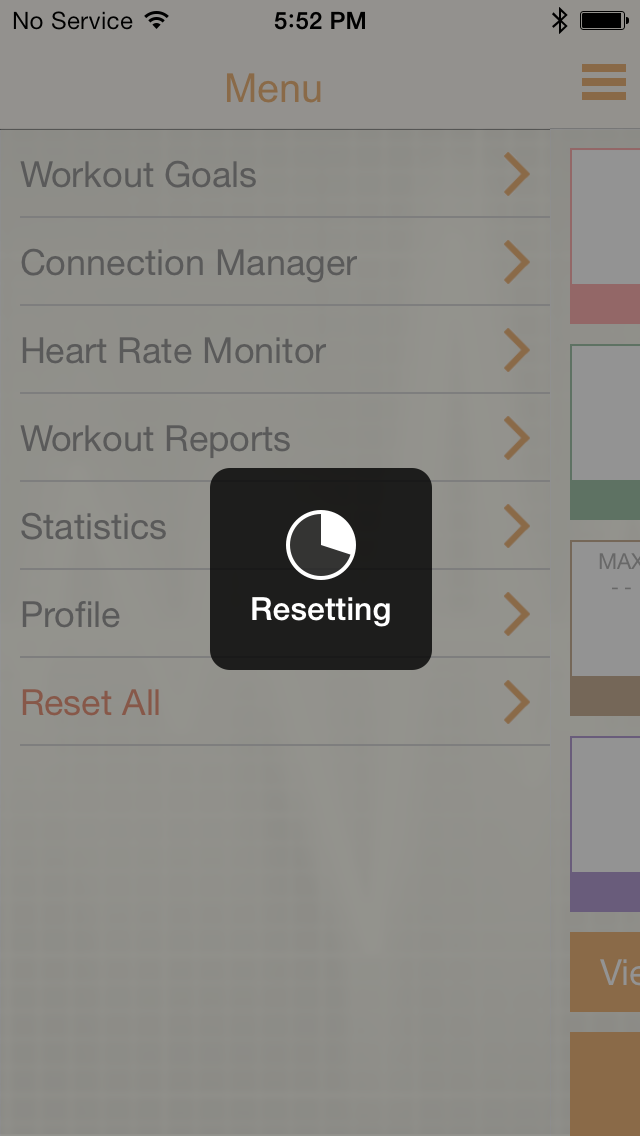 No Service 5:52 PM
Menu
Workout Goals
Connection Manager
Heart Rate Monitor
Workout Reports
Statistics
MAX
- -
Resetting
Profile
Reset All
Vie